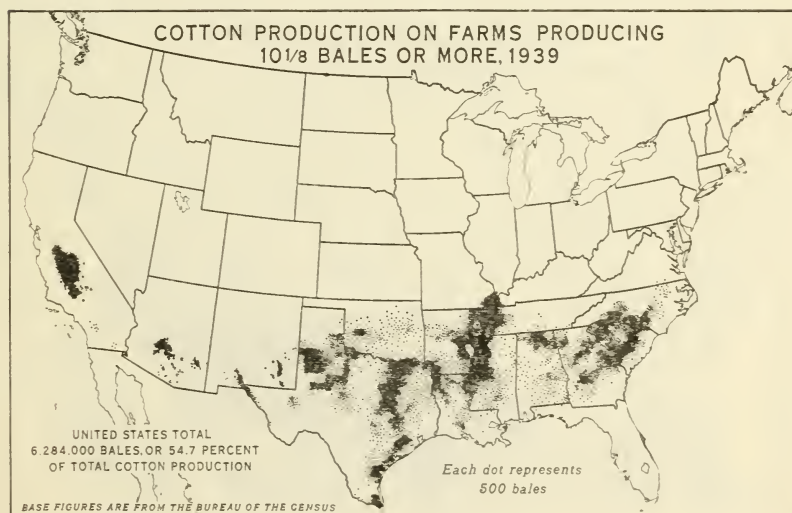 COTTON PRODUCTION ON FARMS PRODUCING
10 1/8 BALES OR MORE, 1939
UNITED STATES TOTAL
6,284,000 BALES, OR 54.7 PERCENT
OF TOTAL COTTON PRODUCTION
Each dot represents
500 bales
BASE FIGURES ARE FROM THE BUREAU OF THE CENSUS